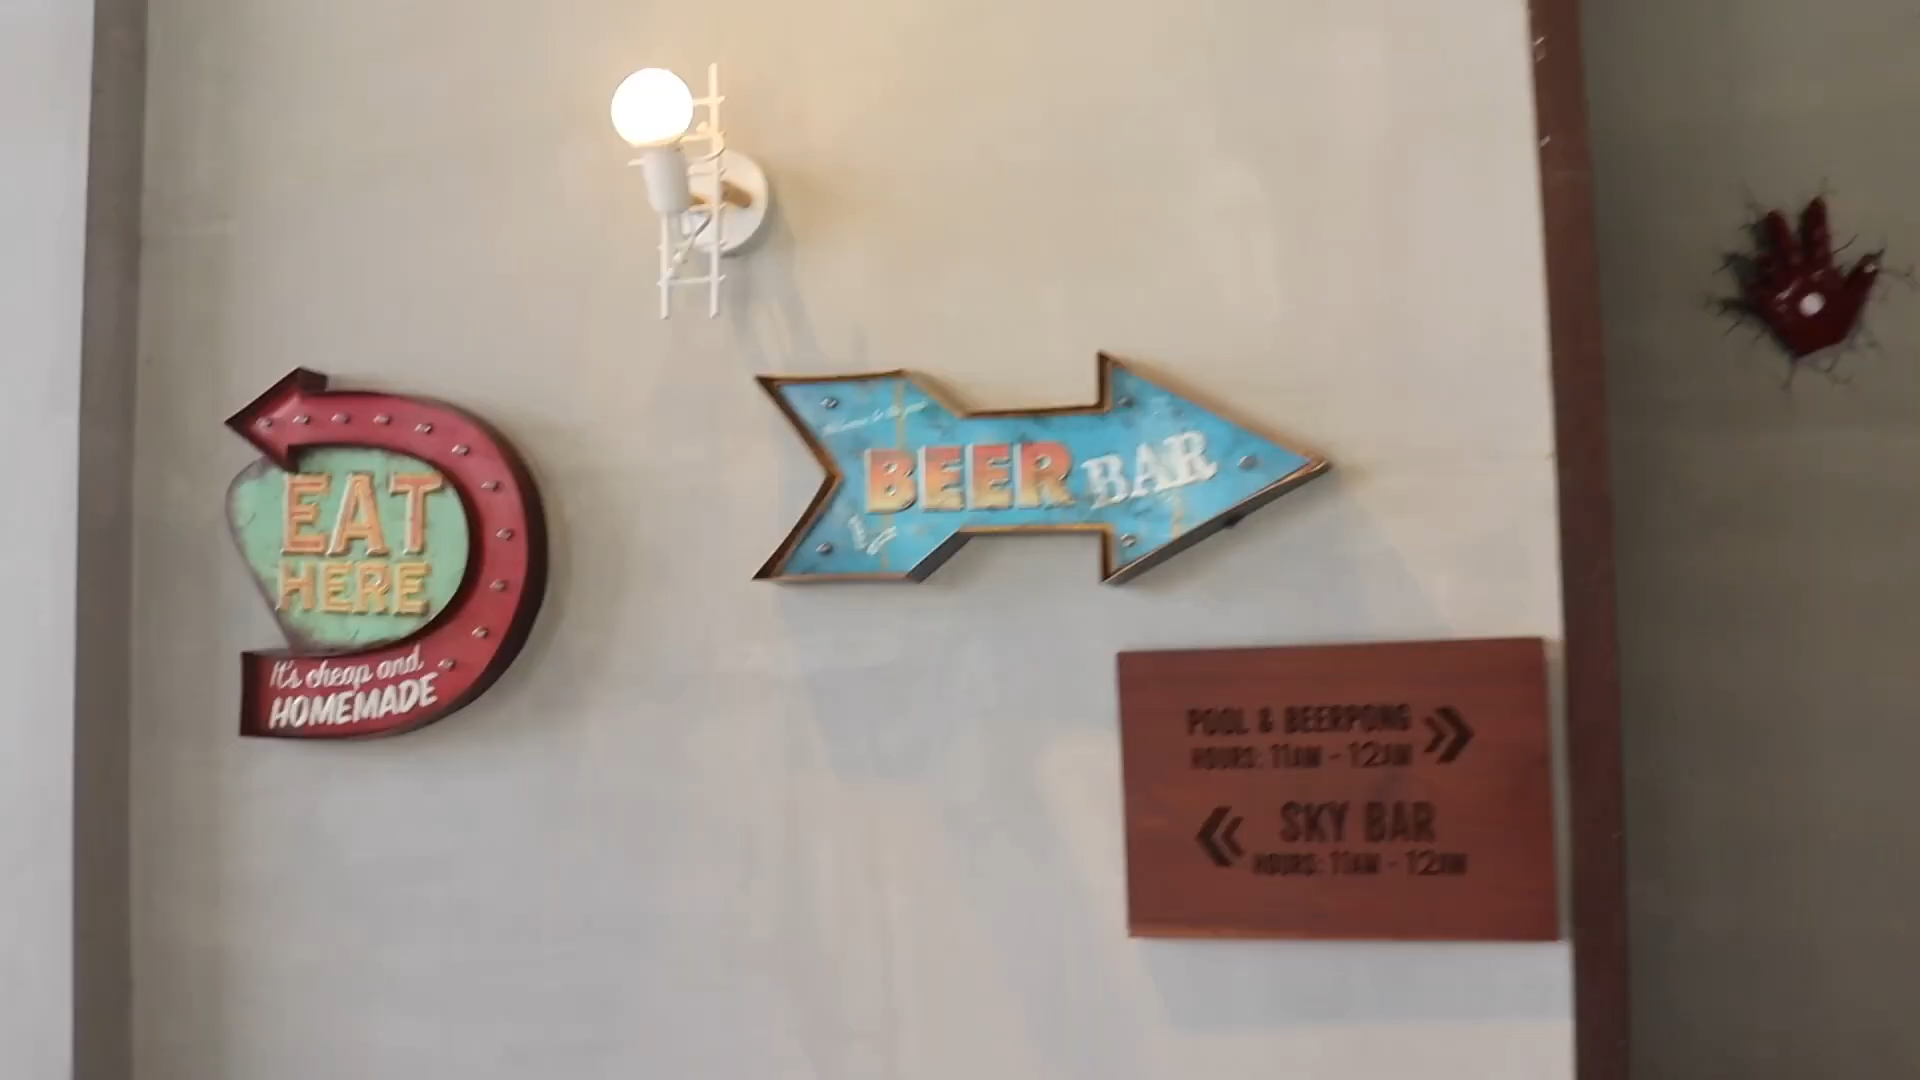 EAT
HERE
It's cheap and
HOMEMADE
BEER BAR
POOL & BEERPONG
HOURS: 11AM - 12AM
SKY BAR
HOURS: 11AM - 12AM